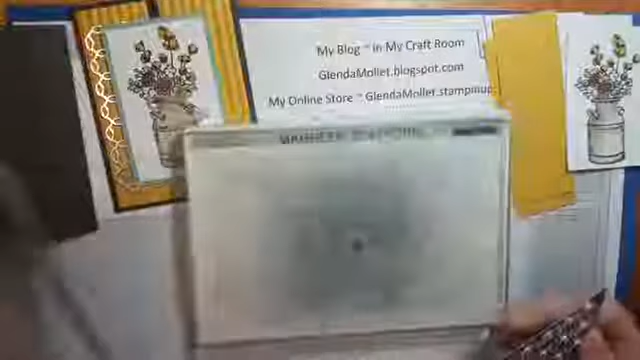 My Blog ~ In My Craft Room
GlendaMollet.blogspot.com
My Online Store ~ GlendaMollet.stampinup.